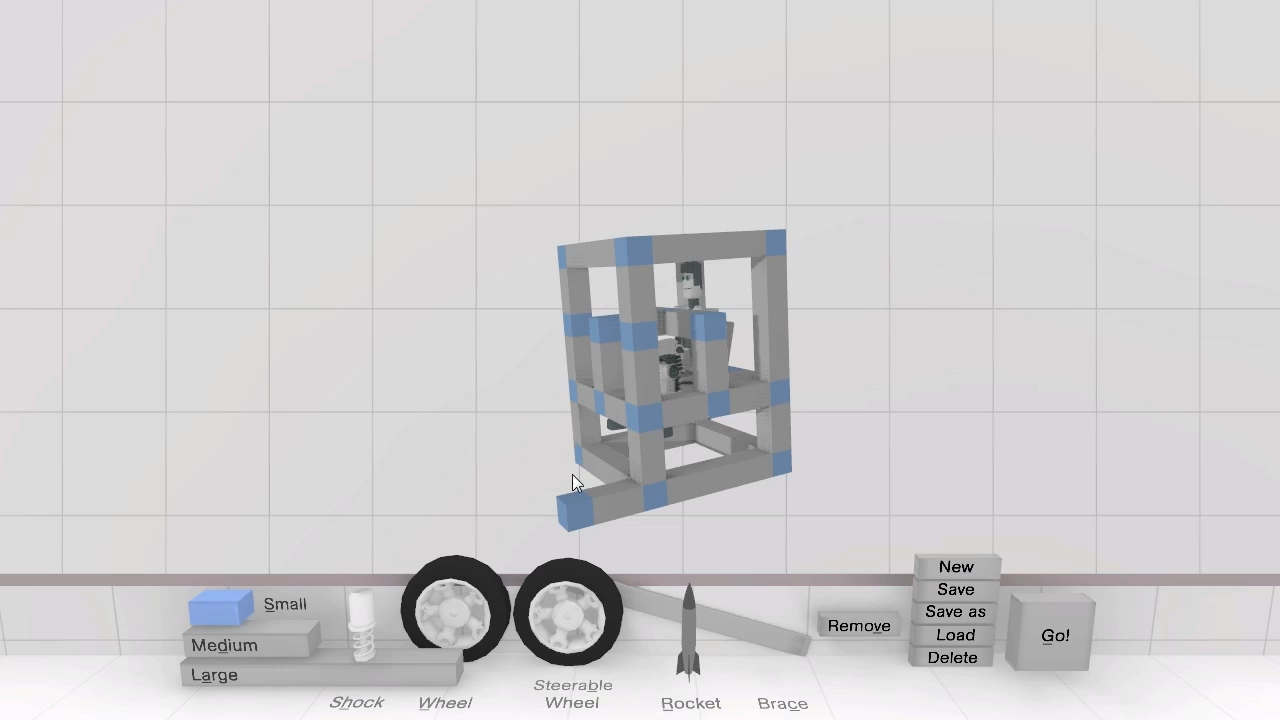 Small
Medium
Large
Shock
Wheel
Steerable
Wheel
Rocket
Brace
Remove
New
Save
Save as
Load
Delete
Go!